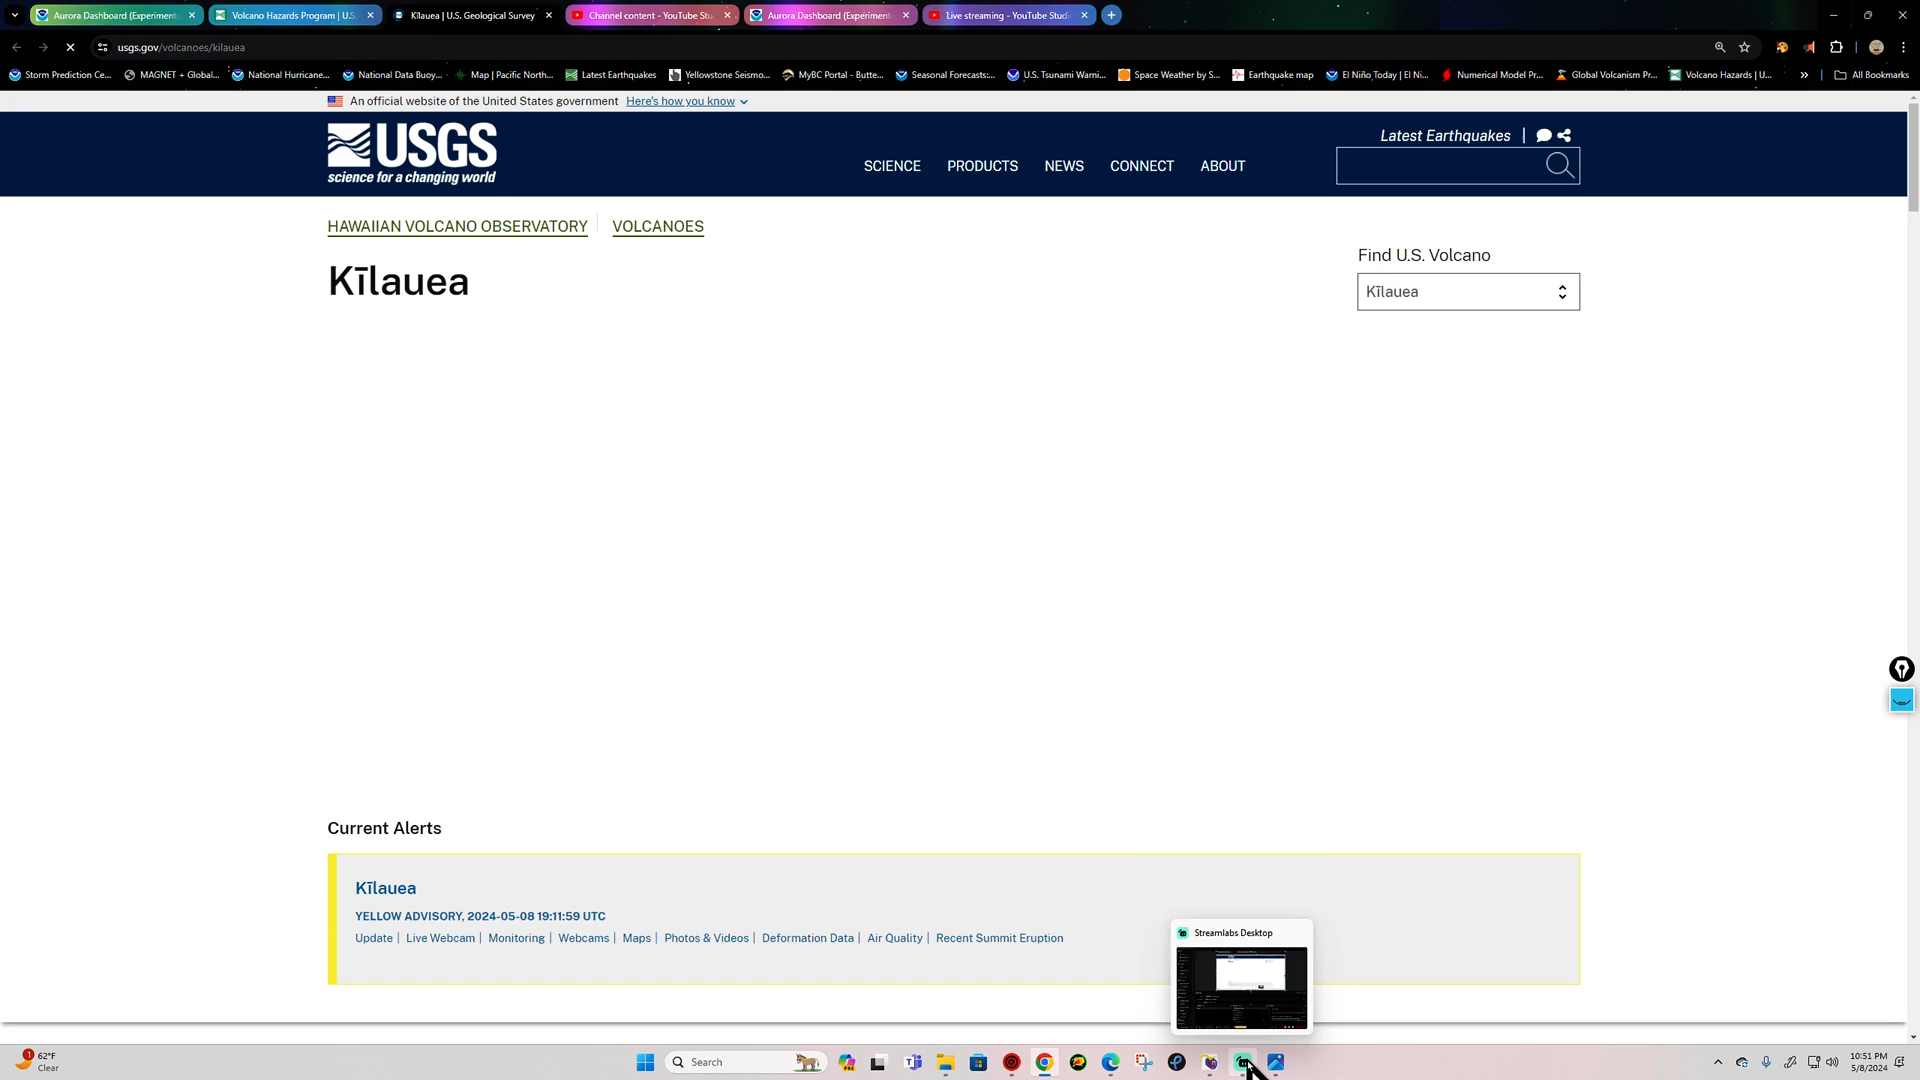 Aurora Dashboard (Experiment
Volcano Hazards Program | U.S.
Kīlauea | U.S. Geological Survey
Channel content - YouTube Stu
Aurora Dashboard (Experiment
Live streaming - YouTube Studi
usgs.gov/volcanoes/kilauea
Storm Prediction Ce...
MAGNET + Global...
National Hurricane...
National Data Buoy...
Map | Pacific North...
Latest Earthquakes
Yellowstone Seismo...
MyBC Portal - Butte...
Seasonal Forecasts:...
U.S. Tsunami Warni...
Space Weather by S...
Earthquake map
El Niño Today | El Ni...
Numerical Model Pr...
Global Volcanism Pr...
Volcano Hazards | U...
All Bookmarks
An official website of the United States government Here's how you know
USGS
science for a changing world
SCIENCE PRODUCTS NEWS CONNECT ABOUT
Latest Earthquakes |
HAWAIIAN VOLCANO OBSERVATORY VOLCANOES
Kīlauea
Find U.S. Volcano
Kīlauea
Current Alerts
Kīlauea
YELLOW ADVISORY, 2024-05-08 19:11:59 UTC
Update | Live Webcam | Monitoring | Webcams | Maps | Photos & Videos | Deformation Data | Air Quality | Recent Summit Eruption
Streamlabs Desktop
1
62°F
Clear
Search
PRE
10:51 PM
5/8/2024